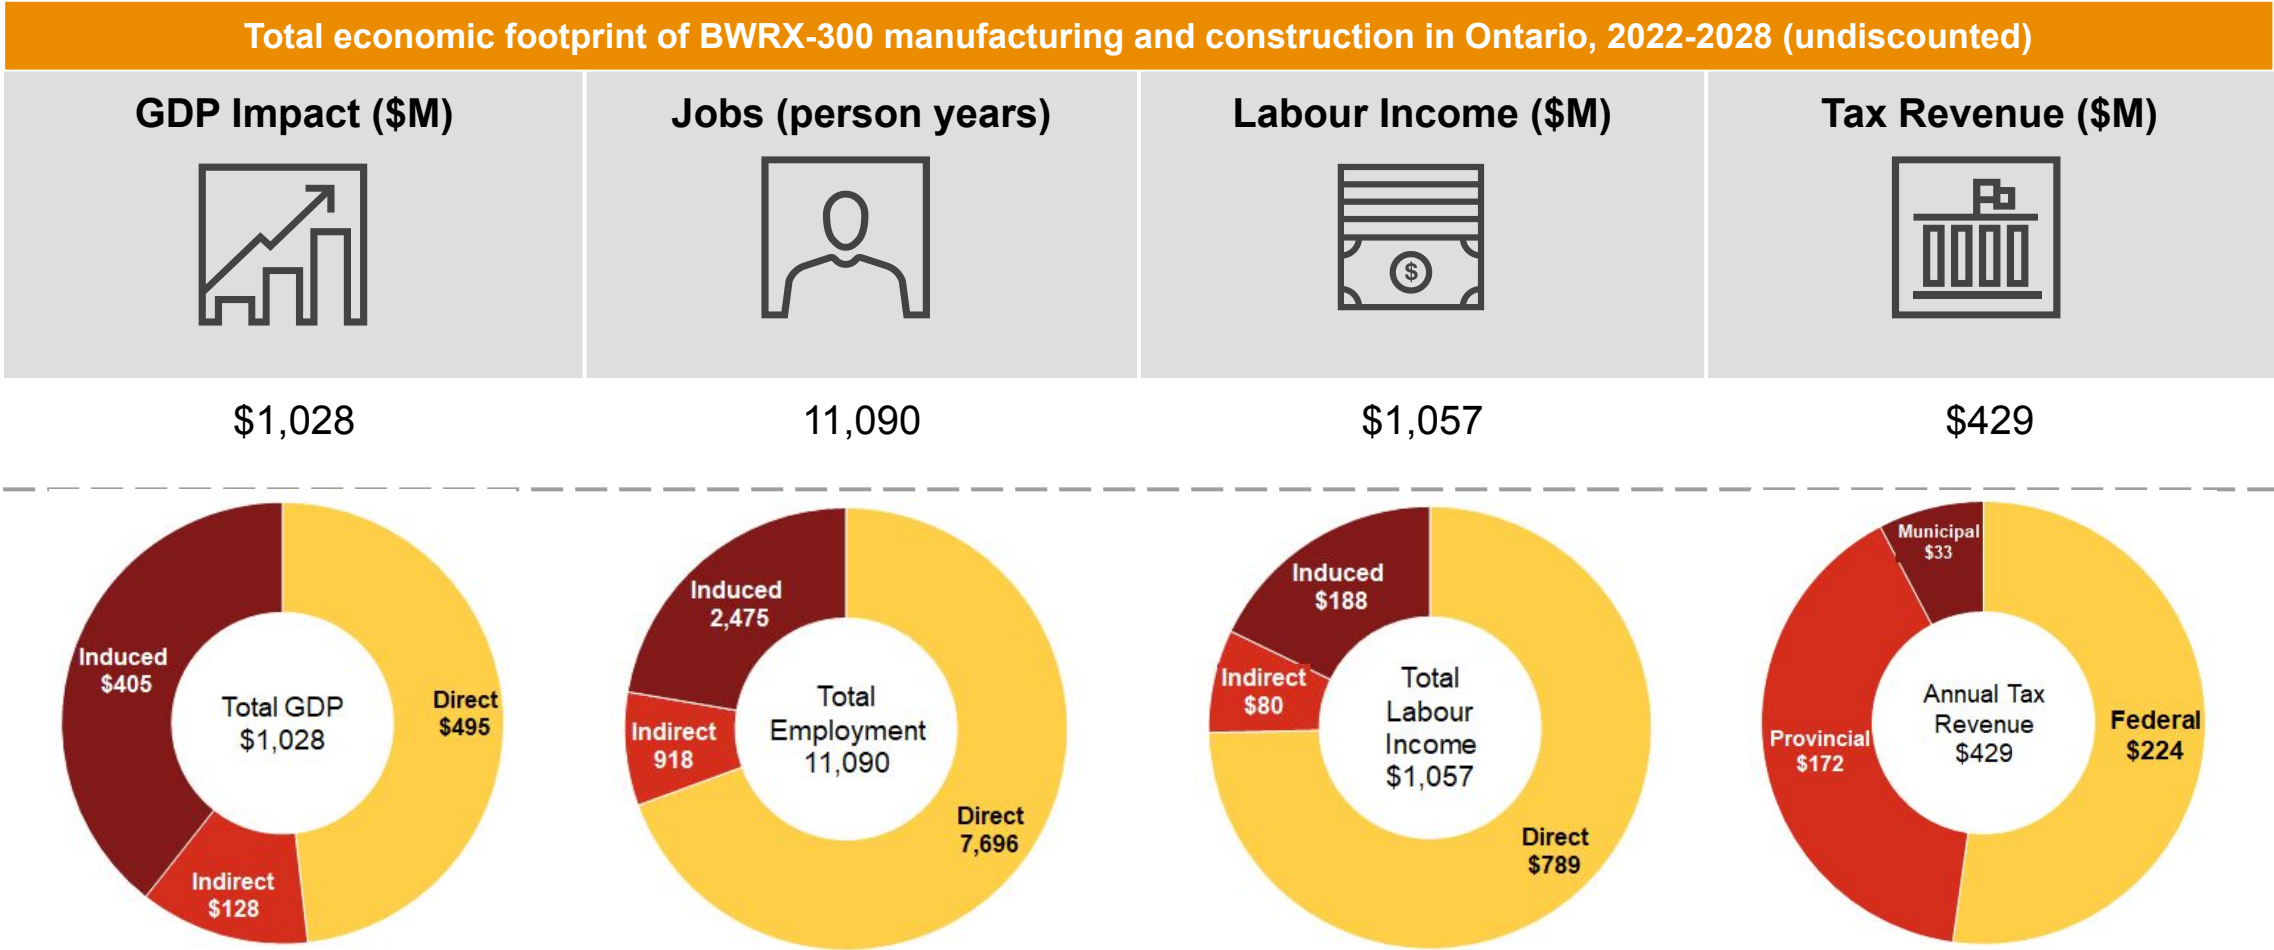 Total economic footprint of BWRX-300 manufacturing and construction in Ontario, 2022-2028 (undiscounted)
GDP Impact ($M)
Jobs (person years)
Labour Income ($M)
Tax Revenue ($M)
$
$1,028
11,090
$1,057
$429
Induced
$405
Total GDP
$1,028
Direct
$495
Indirect
$128
Induced
2,475
Indirect
918
Total
Employment
11,090
Direct
7,696
Induced
$188
Indirect
$80
Total
Labour
Income
$1,057
Direct
$789
Municipal
$33
Provincial
$172
Annual Tax
Revenue
$429
Federal
$224